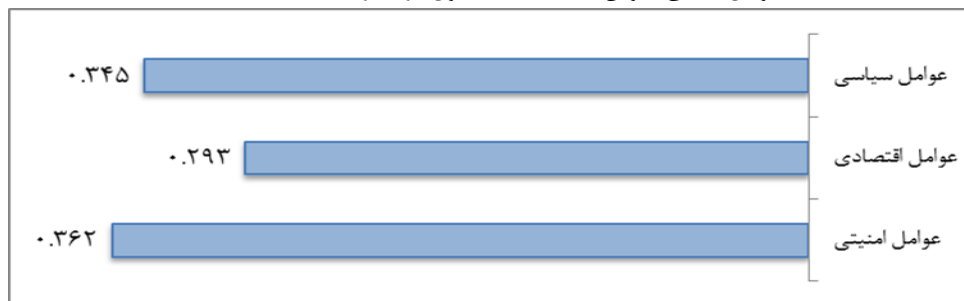 عوامل سیاسی ۰.۳۴۵
عوامل اقتصادی ۰.۲۹۳
عوامل امنیتی ۰.۳۶۲